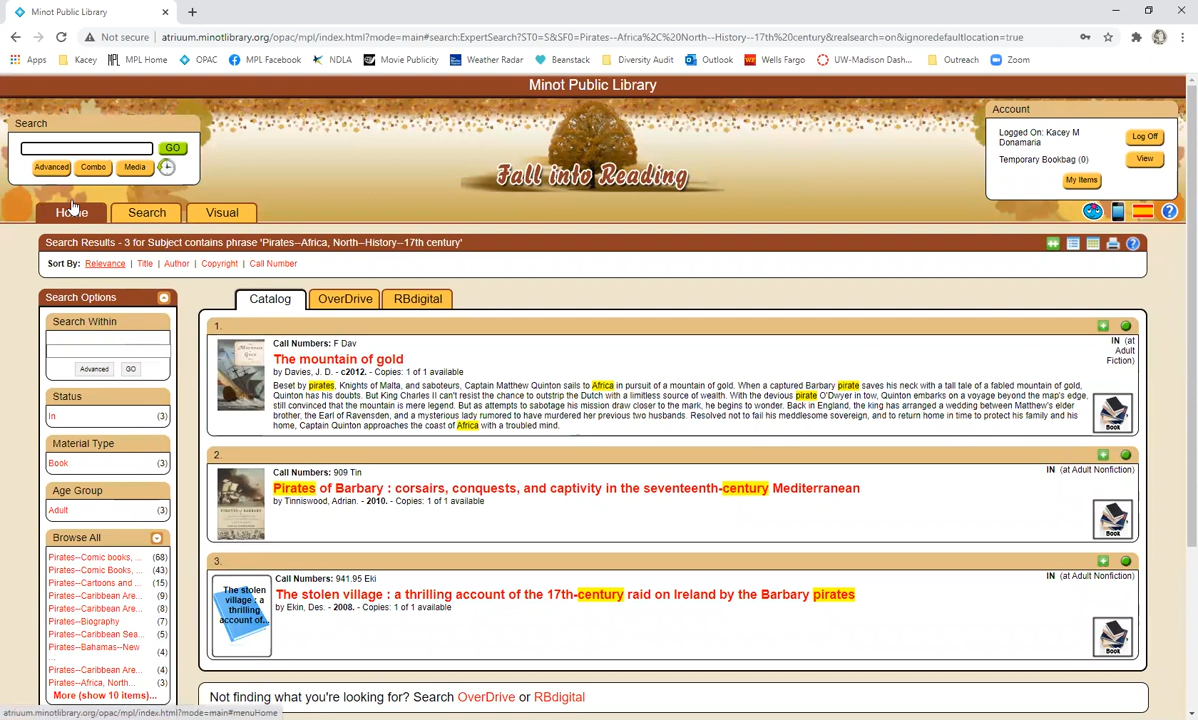 Minot Public Library
Not secure | atriuum.minotlibrary.org/opac/mpl/index.html?mode=main#search:ExpertSearch?ST0=S&SF0=Pirates--Africa%2C%20North--History--17th%20century&realsearch=on&ignoredefaultlocation=true
Apps Kacey MPL Home OPAC MPL Facebook NDLA Movie Publicity Weather Radar Beanstack Diversity Audit Outlook Wells Fargo UW-Madison Dash... Outreach Zoom
Minot Public Library
Search
GO
Advanced Combo Media
Fall into Reading
Account
Logged On: Kacey M
Donamaria
Log Off
Temporary Bookbag (0)
View
My Items
Home Search Visual
Search Results - 3 for Subject contains phrase 'Pirates--Africa, North--History--17th century'
Sort By: Relevance | Title | Author | Copyright | Call Number
Search Options
Search Within
Advanced GO
Status
In (3)
Material Type
Book (3)
Age Group
Adult (3)
Browse All
Pirates--Comic books, ... (68)
Pirates--Comic Books, ... (43)
Pirates--Cartoons and ... (15)
Pirates--Caribbean Are... (9)
Pirates--Caribbean Are... (8)
Pirates--Biography (7)
Pirates--Caribbean Sea... (5)
Pirates--Bahamas--New
... (4)
Pirates--Caribbean Are... (4)
Pirates--Africa, North... (3)
More (show 10 items)...
Catalog OverDrive RBdigital
1.
Call Numbers: F Dav
The mountain of gold
by Davies, J. D. - c2012. - Copies: 1 of 1 available
Beset by pirates, Knights of Malta, and saboteurs, Captain Matthew Quinton sails to Africa in pursuit of a mountain of gold. When a captured Barbary pirate saves his neck with a tall tale of a fabled mountain of gold,
Quinton has his doubts. But King Charles II can't resist the chance to outstrip the Dutch with a limitless source of wealth. With the devious pirate O'Dwyer in tow, Quinton embarks on a voyage beyond the map's edge,
still convinced that the mountain is mere legend. But as attempts to sabotage his mission draw closer to the mark, he begins to wonder. Back in England, the king has arranged a wedding between Matthew's elder
brother, the Earl of Ravensden, and a mysterious lady rumored to have murdered her previous two husbands. Resolved not to fail his meddlesome sovereign, and to return home in time to protect his family and his
home, Captain Quinton approaches the coast of Africa with a troubled mind.
IN (at
Adult
Fiction)
Book
2.
Call Numbers: 909 Tin
Pirates of Barbary : corsairs, conquests, and captivity in the seventeenth-century Mediterranean
by Tinniswood, Adrian. - 2010. - Copies: 1 of 1 available
IN (at Adult Nonfiction)
Book
3.
Call Numbers: 941.95 Eki
The stolen village : a thrilling account of the 17th-century raid on Ireland by the Barbary pirates
by Ekin, Des. - 2008. - Copies: 1 of 1 available
The stolen
village : a
thrilling
account of...
IN (at Adult Nonfiction)
Book
Not finding what you're looking for? Search OverDrive or RBdigital
atriuum.minotlibrary.org/opac/mpl/index.html?mode=main#menuHome